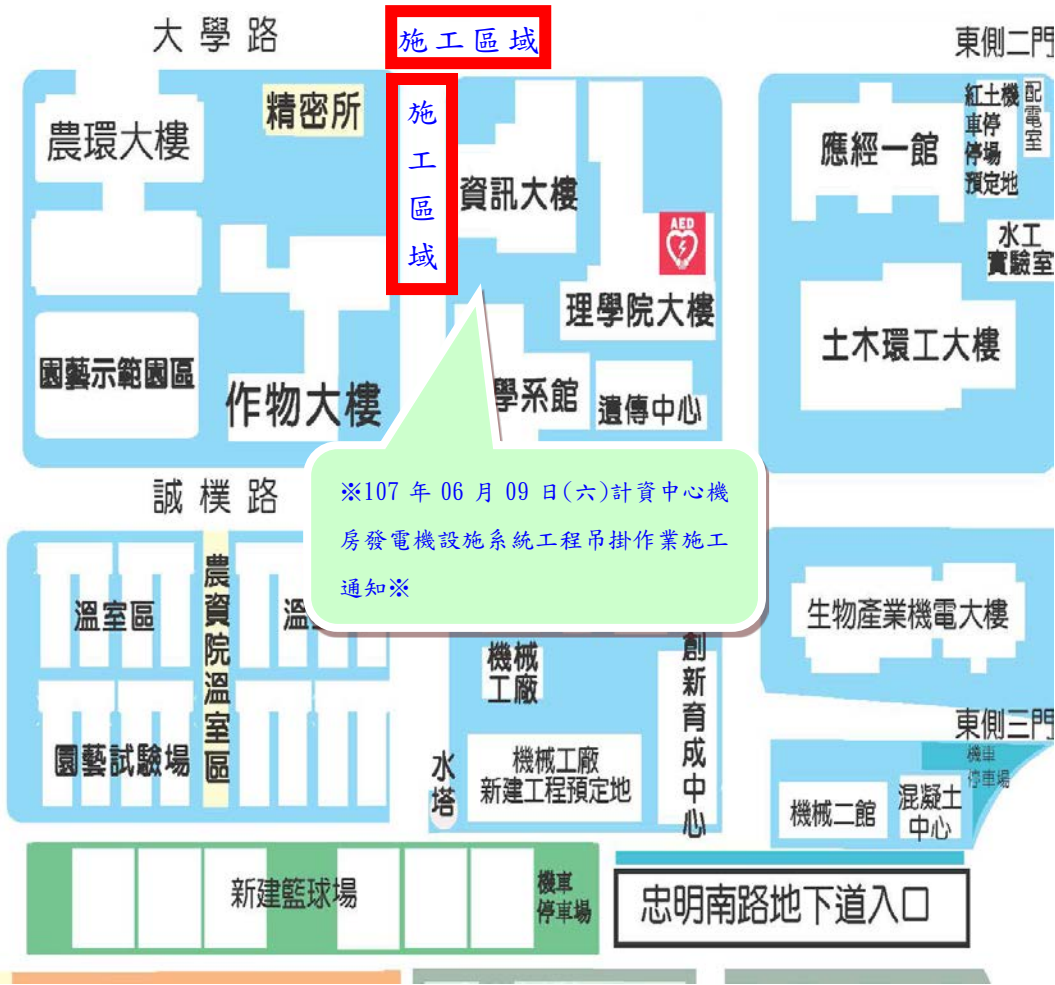 大學路
施工區域
東側二門
農環大樓
精密所
施工區域
資訊大樓
AED
應經一館
紅土機
車停
停場
預定地
配電室
水工
實驗室
理學院大樓
土木環工大樓
園藝示範園區
作物大樓
學系館
遺傳中心
誠樸路
※107 年 06 月 09 日(六)計資中心機
房發電機設施系統工程吊掛作業施工
通知※
溫室區
農資院溫室區
溫
生物產業機電大樓
機械
工廠
創新育成中心
園藝試驗場
水塔
機械工廠
新建工程預定地
東側三門
機車
停車場
機械二館
混凝土
中心
新建籃球場
機車
停車場
忠明南路地下道入口